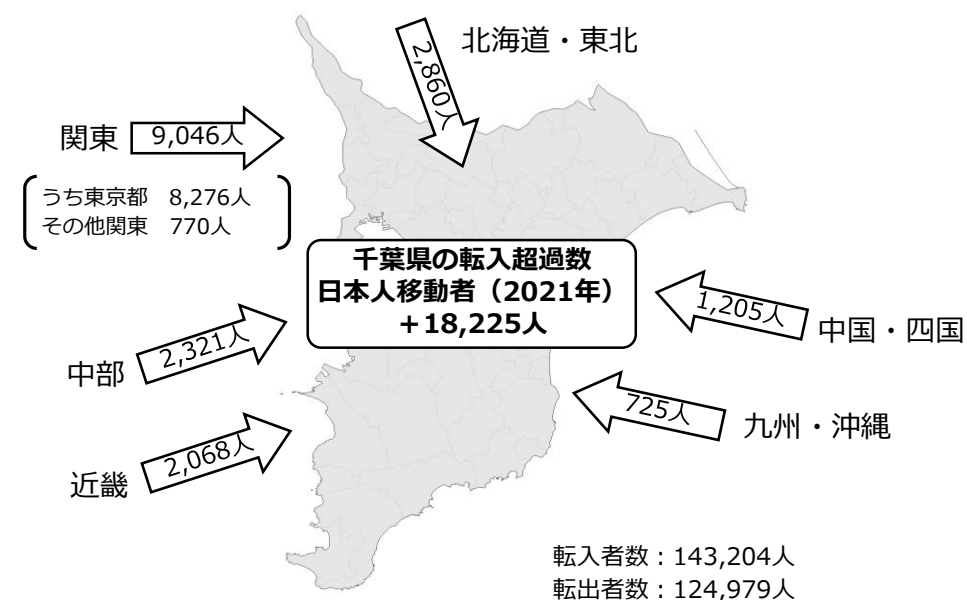 北海道・東北
2,860人
関東
9,046人
うち東京都 8,276人
その他関東 770人
千葉県の転入超過数
日本人移動者（2021年）
＋18,225人
1,205人
中国・四国
中部
2,321人
725人
九州・沖縄
近畿
2,068人
転入者数：143,204人
転出者数：124,979人